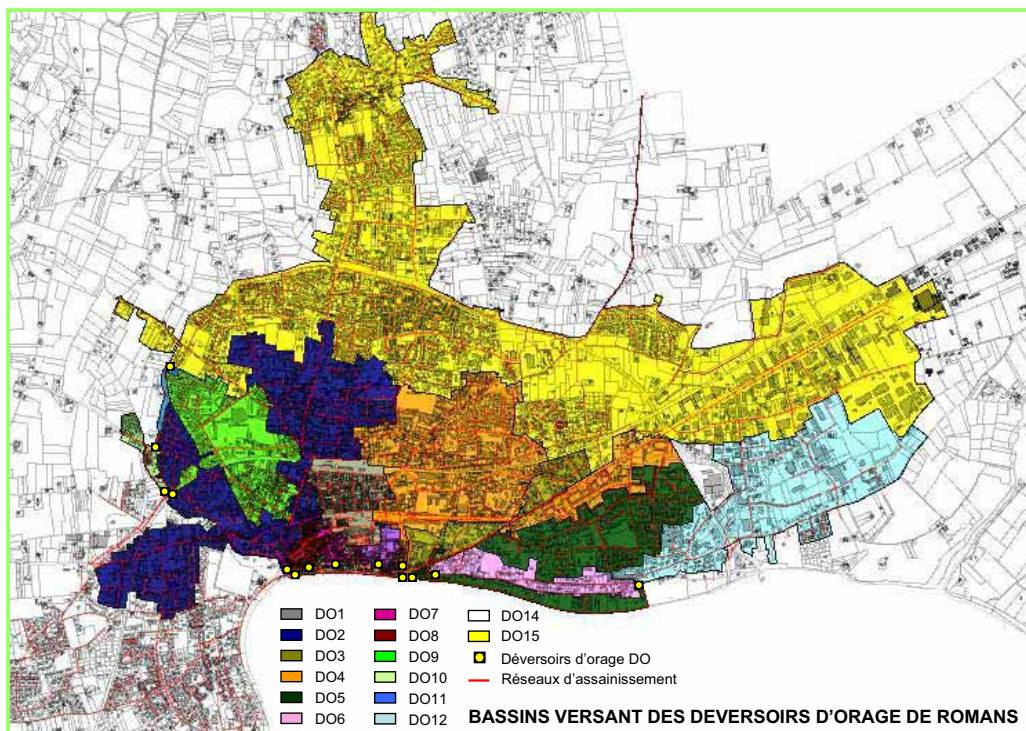 DO1
DO2
DO3
DO4
DO5
DO6
DO7
DO8
DO9
DO10
DO11
DO12
DO14
DO15
Déversoirs d'orage DO
Réseaux d'assainissement
BASSINS VERSANT DES DEVERSOIRS D'ORAGE DE ROMANS